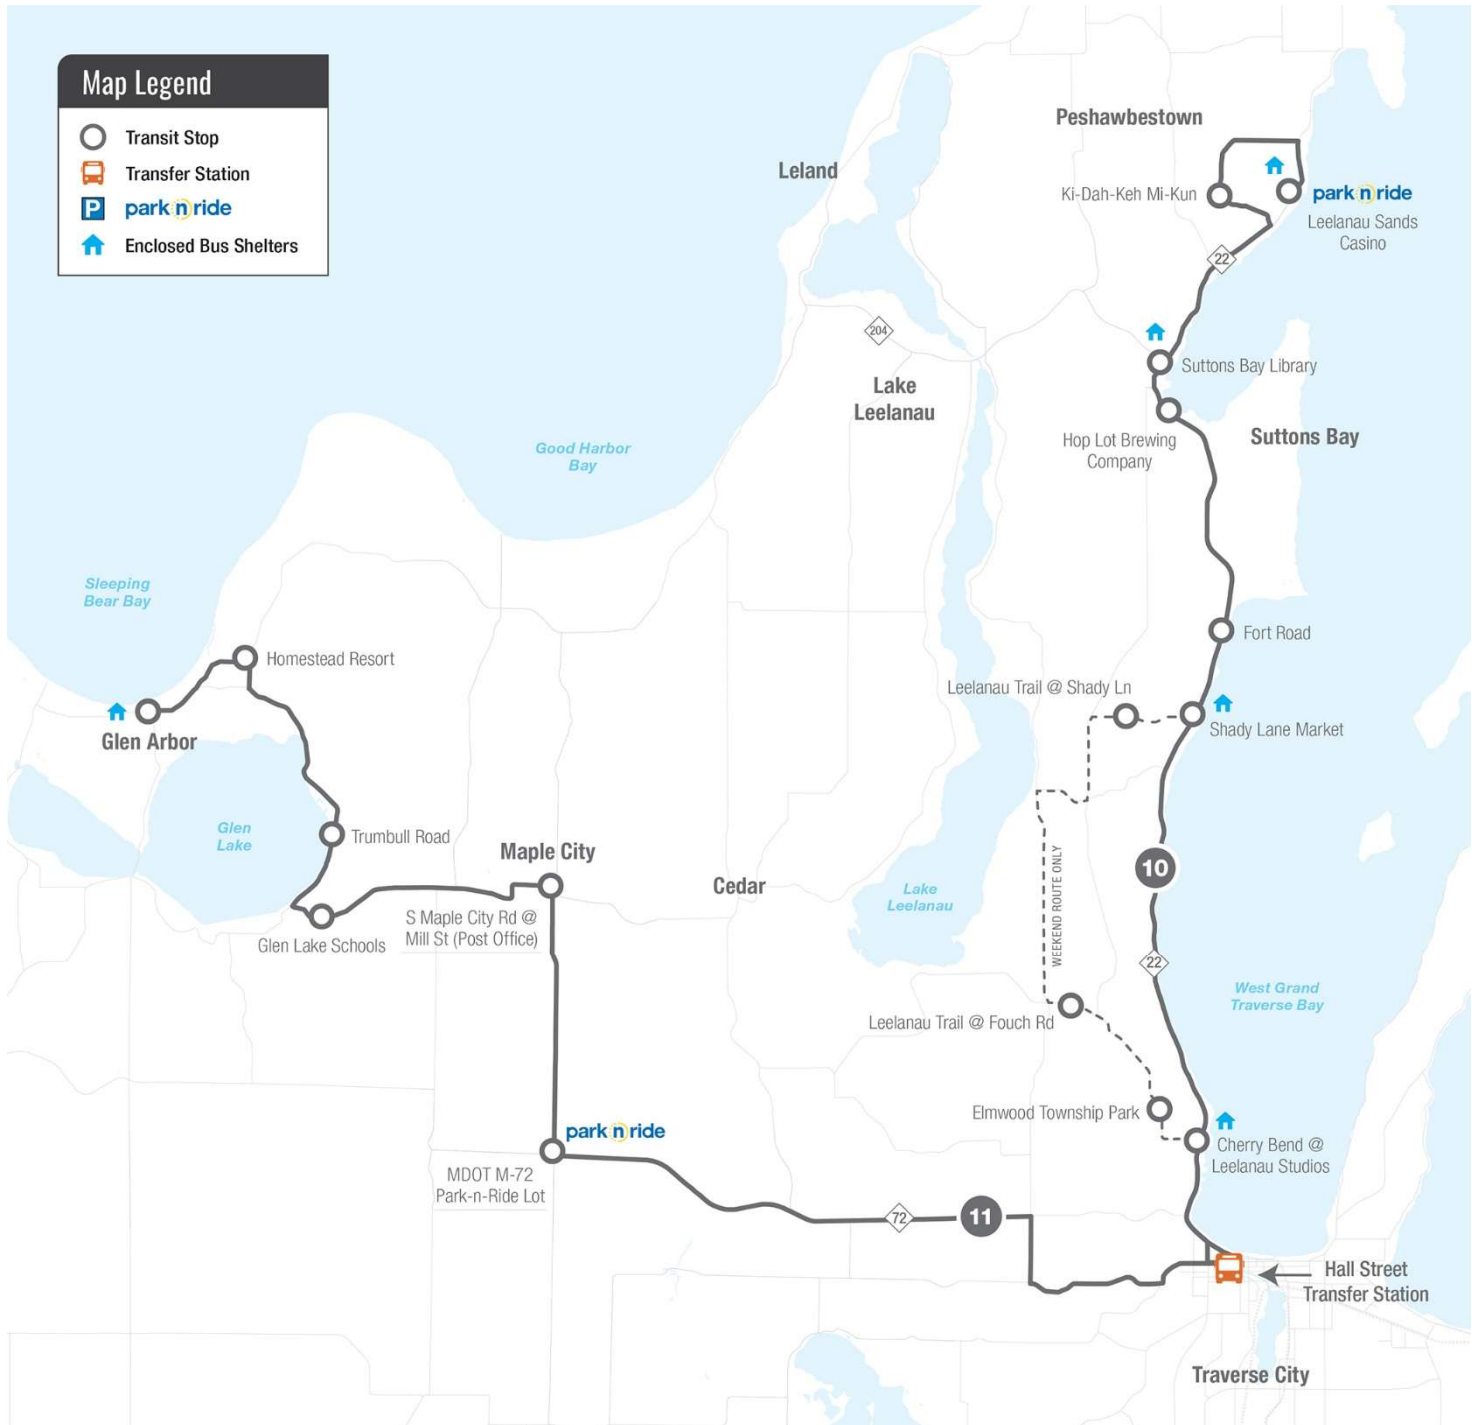 Map Legend
Transit Stop
Transfer Station
P park n ride
Enclosed Bus Shelters
Peshawbestown
Leland
Ki-Dah-Keh Mi-Kun
park n ride
Leelanau Sands
Casino
22
204
Suttons Bay Library
Lake
Leelanau
Hop Lot Brewing
Company
Suttons Bay
Good Harbor
Bay
Sleeping
Bear Bay
Homestead Resort
Fort Road
Leelanau Trail @ Shady Ln
Shady Lane Market
Glen Arbor
Glen
Lake
Trumbull Road
Maple City
Cedar
Lake
Leelanau
WEEKEND ROUTE ONLY
10
S Maple City Rd @
Mill St (Post Office)
Glen Lake Schools
22
West Grand
Traverse Bay
Leelanau Trail @ Fouch Rd
Elmwood Township Park
park n ride
Cherry Bend @
Leelanau Studios
MDOT M-72
Park-n-Ride Lot
72
11
Hall Street
Transfer Station
Traverse City